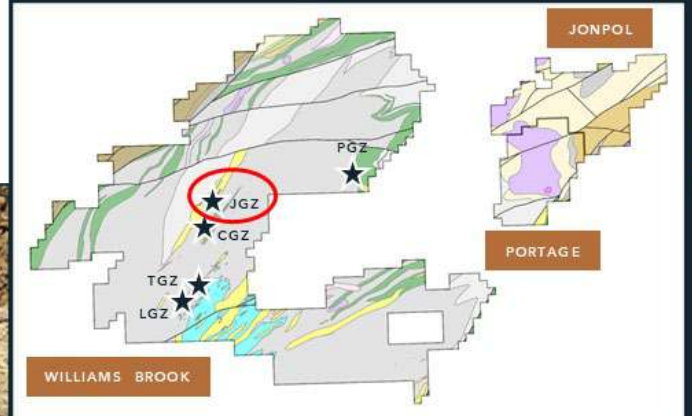 JONPOL
PGZ
JGZ
CGZ
PORTAGE
TGZ
LGZ
WILLIAMS BROOK